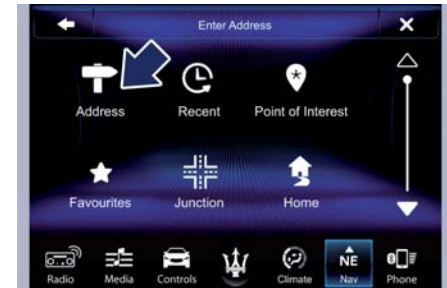 Enter Address
Address Recent Point of Interest
Favourites Junction Home
NE
Radio Media Controls Climate Nav Phone